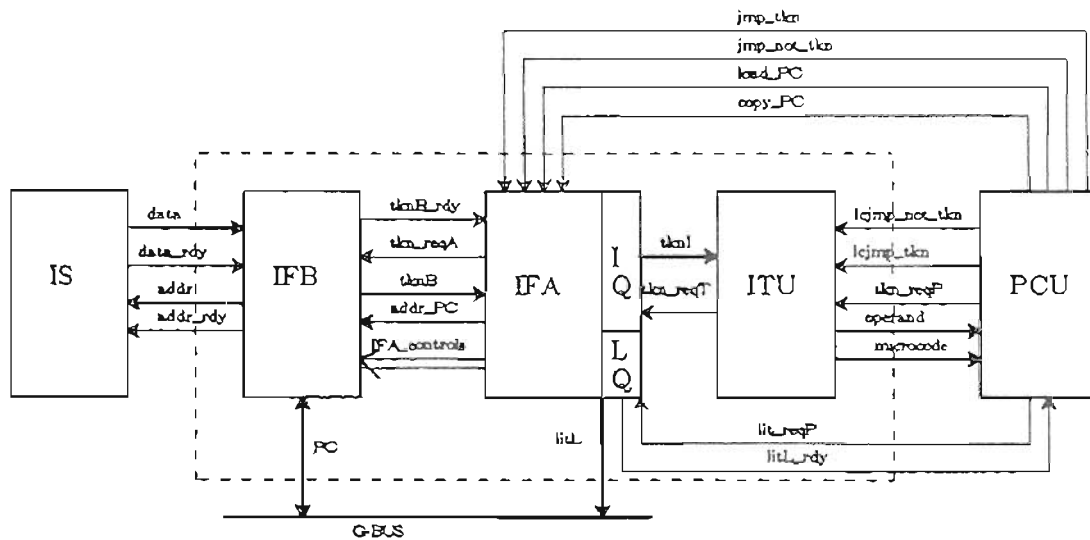 jmp_tkn
jmp_not_tkn
load_PC
copy_PC
data
data_rdy
addr
addr_rdy
IS
IFB
tknB_rdy
tkn_reqA
tknB
addr_PC
IFA_controls
IFA
I
Q
L
Q
tknI
tkn_reqT
ITU
lcjmp_not_tkn
lcjmp_tkn
tkn_reqP
operand
microcode
PCU
PC
litL
lit_reqP
litL_rdy
G-BUS